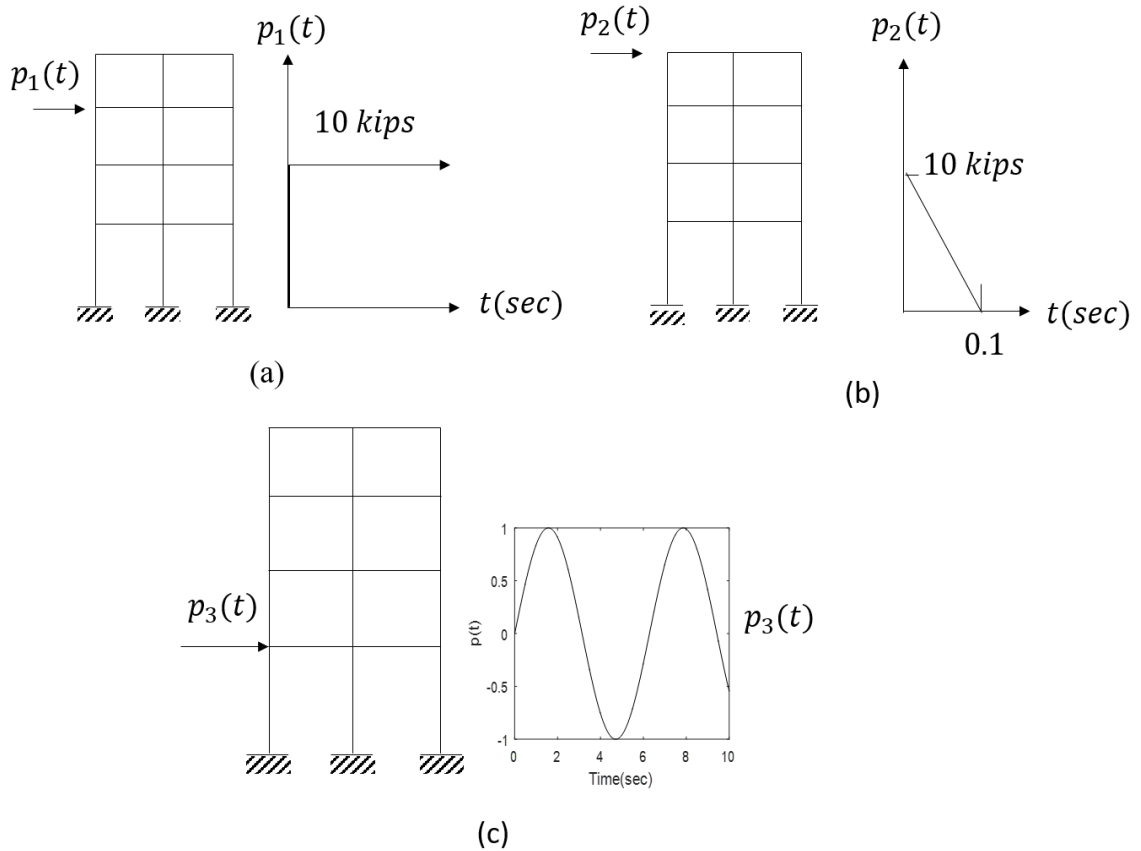 p₁(t)
p₁(t)
10 kips
t(sec)
(a)
p₂(t)
p₂(t)
10 kips
t(sec)
0.1
(b)
p₃(t)
1
0.5
0
-0.5
-1
p(t)
0 2 4 6 8 10
Time(sec)
p₃(t)
(c)